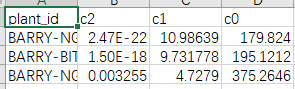 plant_id c2 c1 c0
BARRY-NG 2.47E-22 10.98639 179.824
BARRY-BIT 1.50E-18 9.731778 195.1212
BARRY-NG 0.003255 4.7279 375.2646